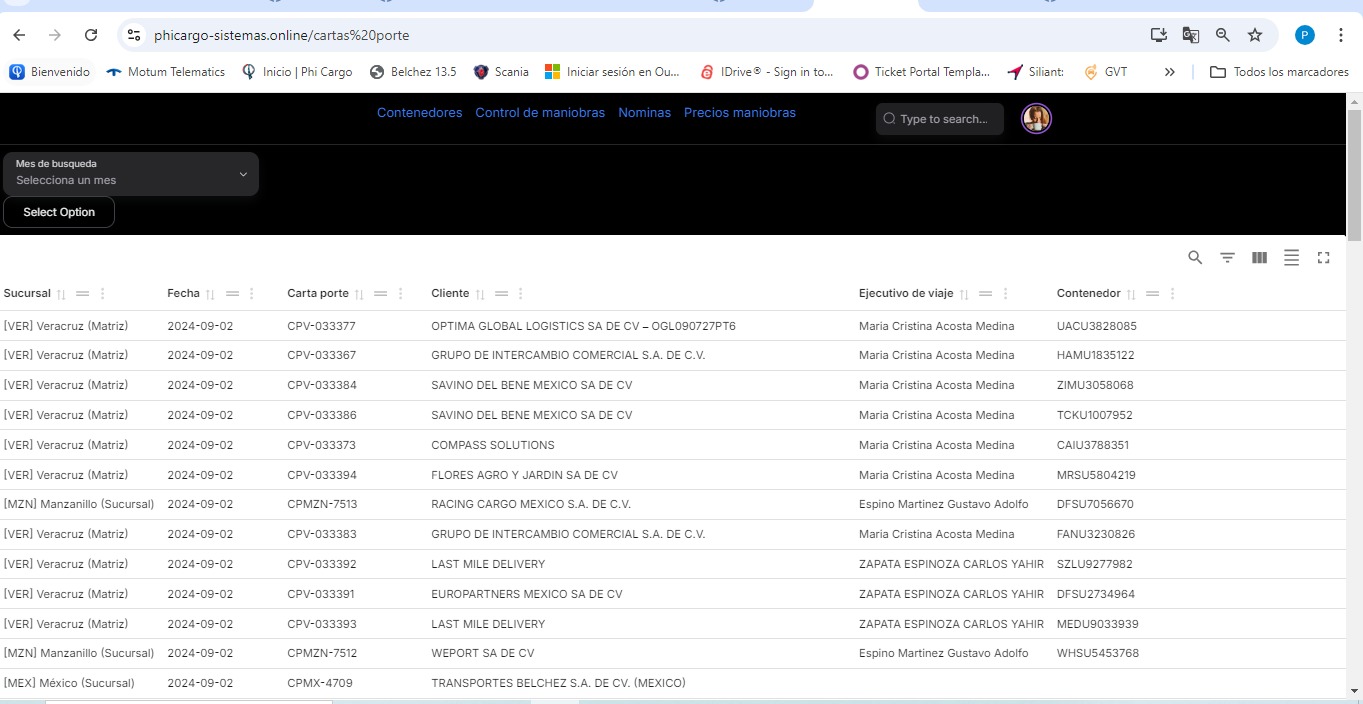 phicargo-sistemas.online/cartas%20porte
P
Bienvenido Motum Telematics Inicio | Phi Cargo Belchez 13.5 Scania Iniciar sesión en Ou... IDrive® - Sign in to... Ticket Portal Templa... Siliant: GVT » Todos los marcadores
Contenedores Control de maniobras Nominas Precios maniobras Type to search...
Mes de busqueda
Selecciona un mes
Select Option
Sucursal Fecha Carta porte Cliente Ejecutivo de viaje Contenedor
[VER] Veracruz (Matriz) 2024-09-02 CPV-033377 OPTIMA GLOBAL LOGISTICS SA DE CV – OGL090727PT6 Maria Cristina Acosta Medina UACU3828085
[VER] Veracruz (Matriz) 2024-09-02 CPV-033367 GRUPO DE INTERCAMBIO COMERCIAL S.A. DE C.V. Maria Cristina Acosta Medina HAMU1835122
[VER] Veracruz (Matriz) 2024-09-02 CPV-033384 SAVINO DEL BENE MEXICO SA DE CV Maria Cristina Acosta Medina ZIMU3058068
[VER] Veracruz (Matriz) 2024-09-02 CPV-033386 SAVINO DEL BENE MEXICO SA DE CV Maria Cristina Acosta Medina TCKU1007952
[VER] Veracruz (Matriz) 2024-09-02 CPV-033373 COMPASS SOLUTIONS Maria Cristina Acosta Medina CAIU3788351
[VER] Veracruz (Matriz) 2024-09-02 CPV-033394 FLORES AGRO Y JARDIN SA DE CV Maria Cristina Acosta Medina MRSU5804219
[MZN] Manzanillo (Sucursal) 2024-09-02 CPMZN-7513 RACING CARGO MEXICO S.A. DE C.V. Espino Martinez Gustavo Adolfo DFSU7056670
[VER] Veracruz (Matriz) 2024-09-02 CPV-033383 GRUPO DE INTERCAMBIO COMERCIAL S.A. DE C.V. Maria Cristina Acosta Medina FANU3230826
[VER] Veracruz (Matriz) 2024-09-02 CPV-033392 LAST MILE DELIVERY ZAPATA ESPINOZA CARLOS YAHIR SZLU9277982
[VER] Veracruz (Matriz) 2024-09-02 CPV-033391 EUROPARTNERS MEXICO SA DE CV ZAPATA ESPINOZA CARLOS YAHIR DFSU2734964
[VER] Veracruz (Matriz) 2024-09-02 CPV-033393 LAST MILE DELIVERY ZAPATA ESPINOZA CARLOS YAHIR MEDU9033939
[MZN] Manzanillo (Sucursal) 2024-09-02 CPMZN-7512 WEPORT SA DE CV Espino Martinez Gustavo Adolfo WHSU5453768
[MEX] México (Sucursal) 2024-09-02 CPMX-4709 TRANSPORTES BELCHEZ S.A. DE CV. (MEXICO)